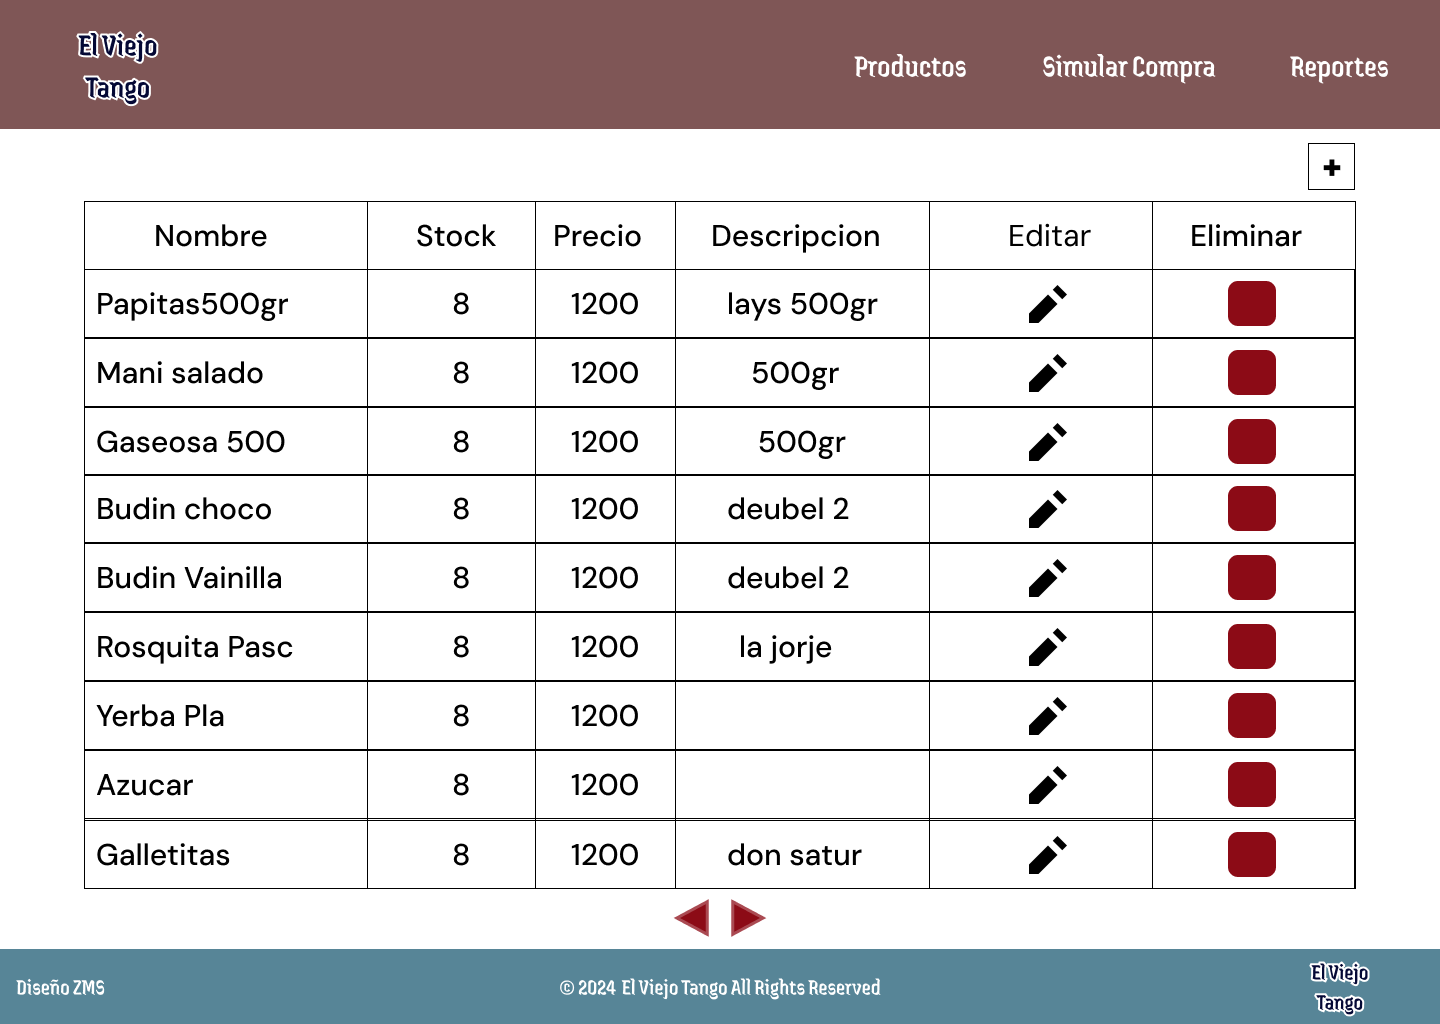 El Viejo
Tango
Productos Simular Compra Reportes
+
Nombre Stock Precio Descripcion Editar Eliminar
Papitas500gr 8 1200 lays 500gr
Mani salado 8 1200 500gr
Gaseosa 500 8 1200 500gr
Budin choco 8 1200 deubel 2
Budin Vainilla 8 1200 deubel 2
Rosquita Pasc 8 1200 la jorje
Yerba Pla 8 1200
Azucar 8 1200
Galletitas 8 1200 don satur
Diseño ZMS © 2024 El Viejo Tango All Rights Reserved
El Viejo
Tango